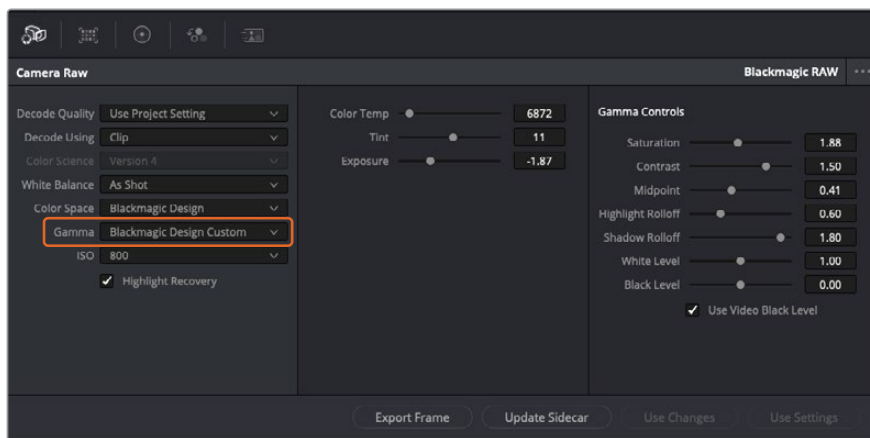 Camera Raw
Blackmagic RAW
Decode Quality Use Project Setting
Decode Using Clip
Color Science Version 4
White Balance As Shot
Color Space Blackmagic Design
Gamma Blackmagic Design Custom
ISO 800
Highlight Recovery
Color Temp 6872
Tint 11
Exposure -1.87
Gamma Controls
Saturation 1.88
Contrast 1.50
Midpoint 0.41
Highlight Rolloff 0.60
Shadow Rolloff 1.80
White Level 1.00
Black Level 0.00
Use Video Black Level
Export Frame
Update Sidecar
Use Changes
Use Settings